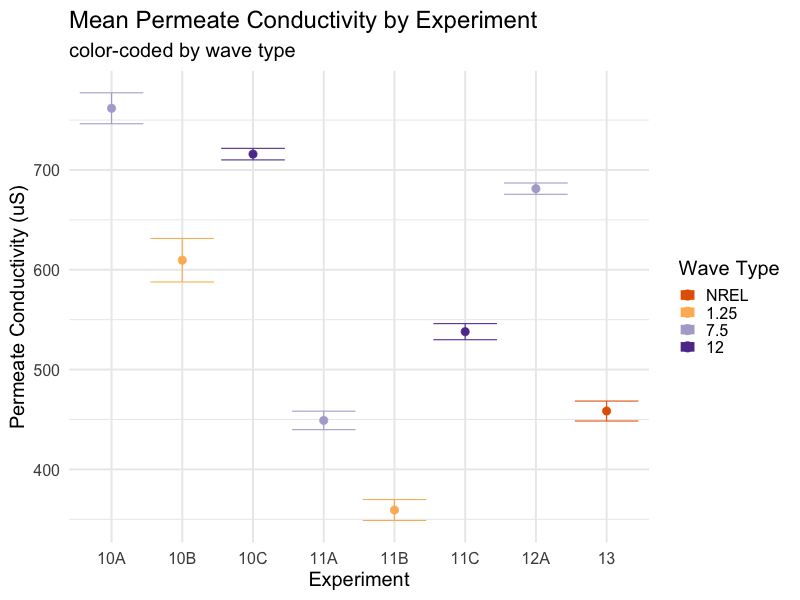 Mean Permeate Conductivity by Experiment
color-coded by wave type
Permeate Conductivity (uS)
700
600
500
400
10A 10B 10C 11A 11B 11C 12A 13
Experiment
Wave Type
NREL
1.25
7.5
12